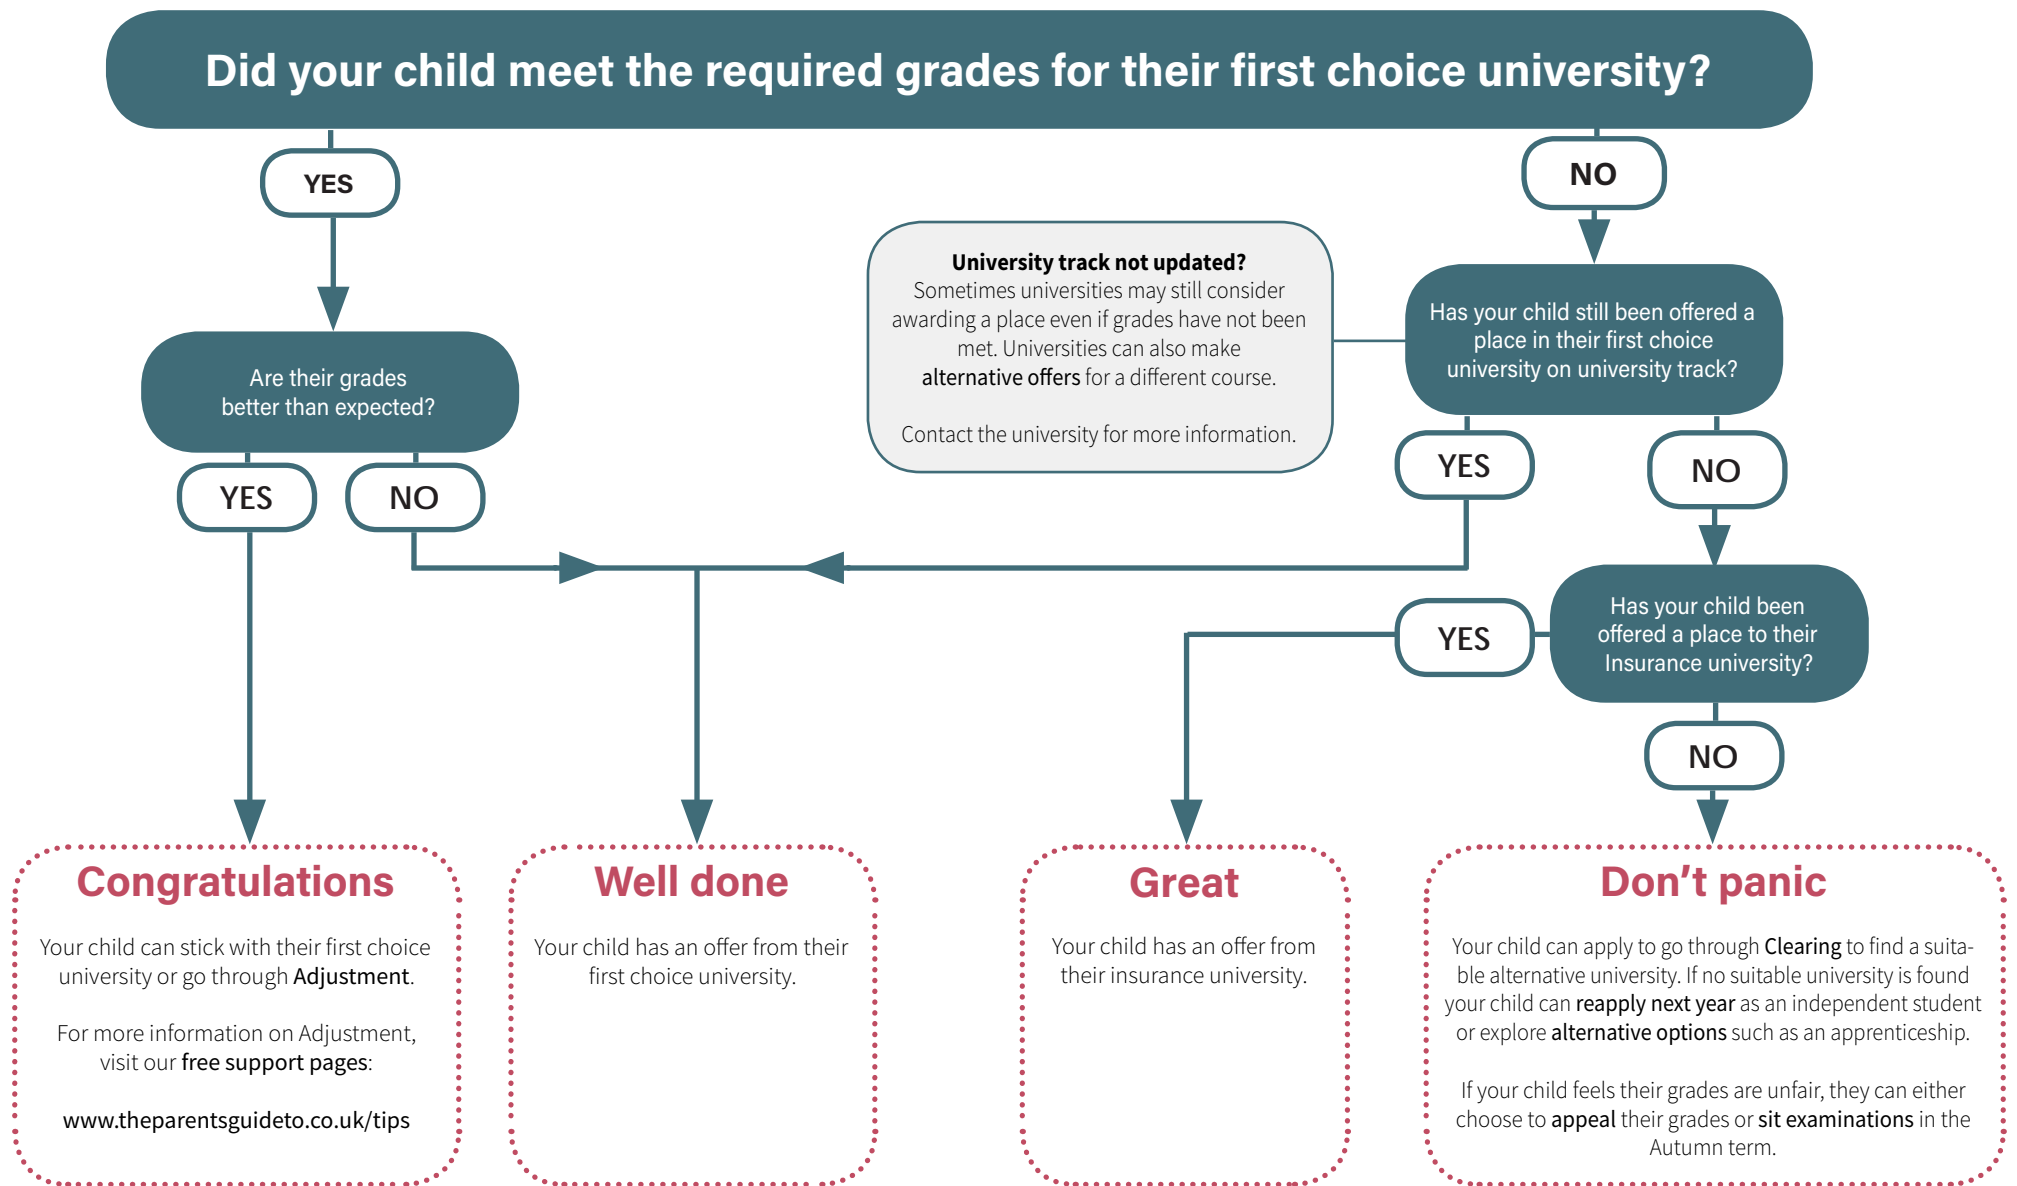 Did your child meet the required grades for their first choice university?
YES
NO
University track not updated?
Sometimes universities may still consider
awarding a place even if grades have not been
met. Universities can also make
alternative offers for a different course.
Contact the university for more information.
Has your child still been offered a
place in their first choice
university on university track?
Are their grades
better than expected?
YES
NO
YES
NO
Has your child been
offered a place to their
Insurance university?
YES
NO
Congratulations
Your child can stick with their first choice
university or go through Adjustment.
For more information on Adjustment,
visit our free support pages:
www.theparentsguideto.co.uk/tips
Well done
Your child has an offer from their
first choice university.
Great
Your child has an offer from
their insurance university.
Don't panic
Your child can apply to go through Clearing to find a suita-
ble alternative university. If no suitable university is found
your child can reapply next year as an independent student
or explore alternative options such as an apprenticeship.
If your child feels their grades are unfair, they can either
choose to appeal their grades or sit examinations in the
Autumn term.